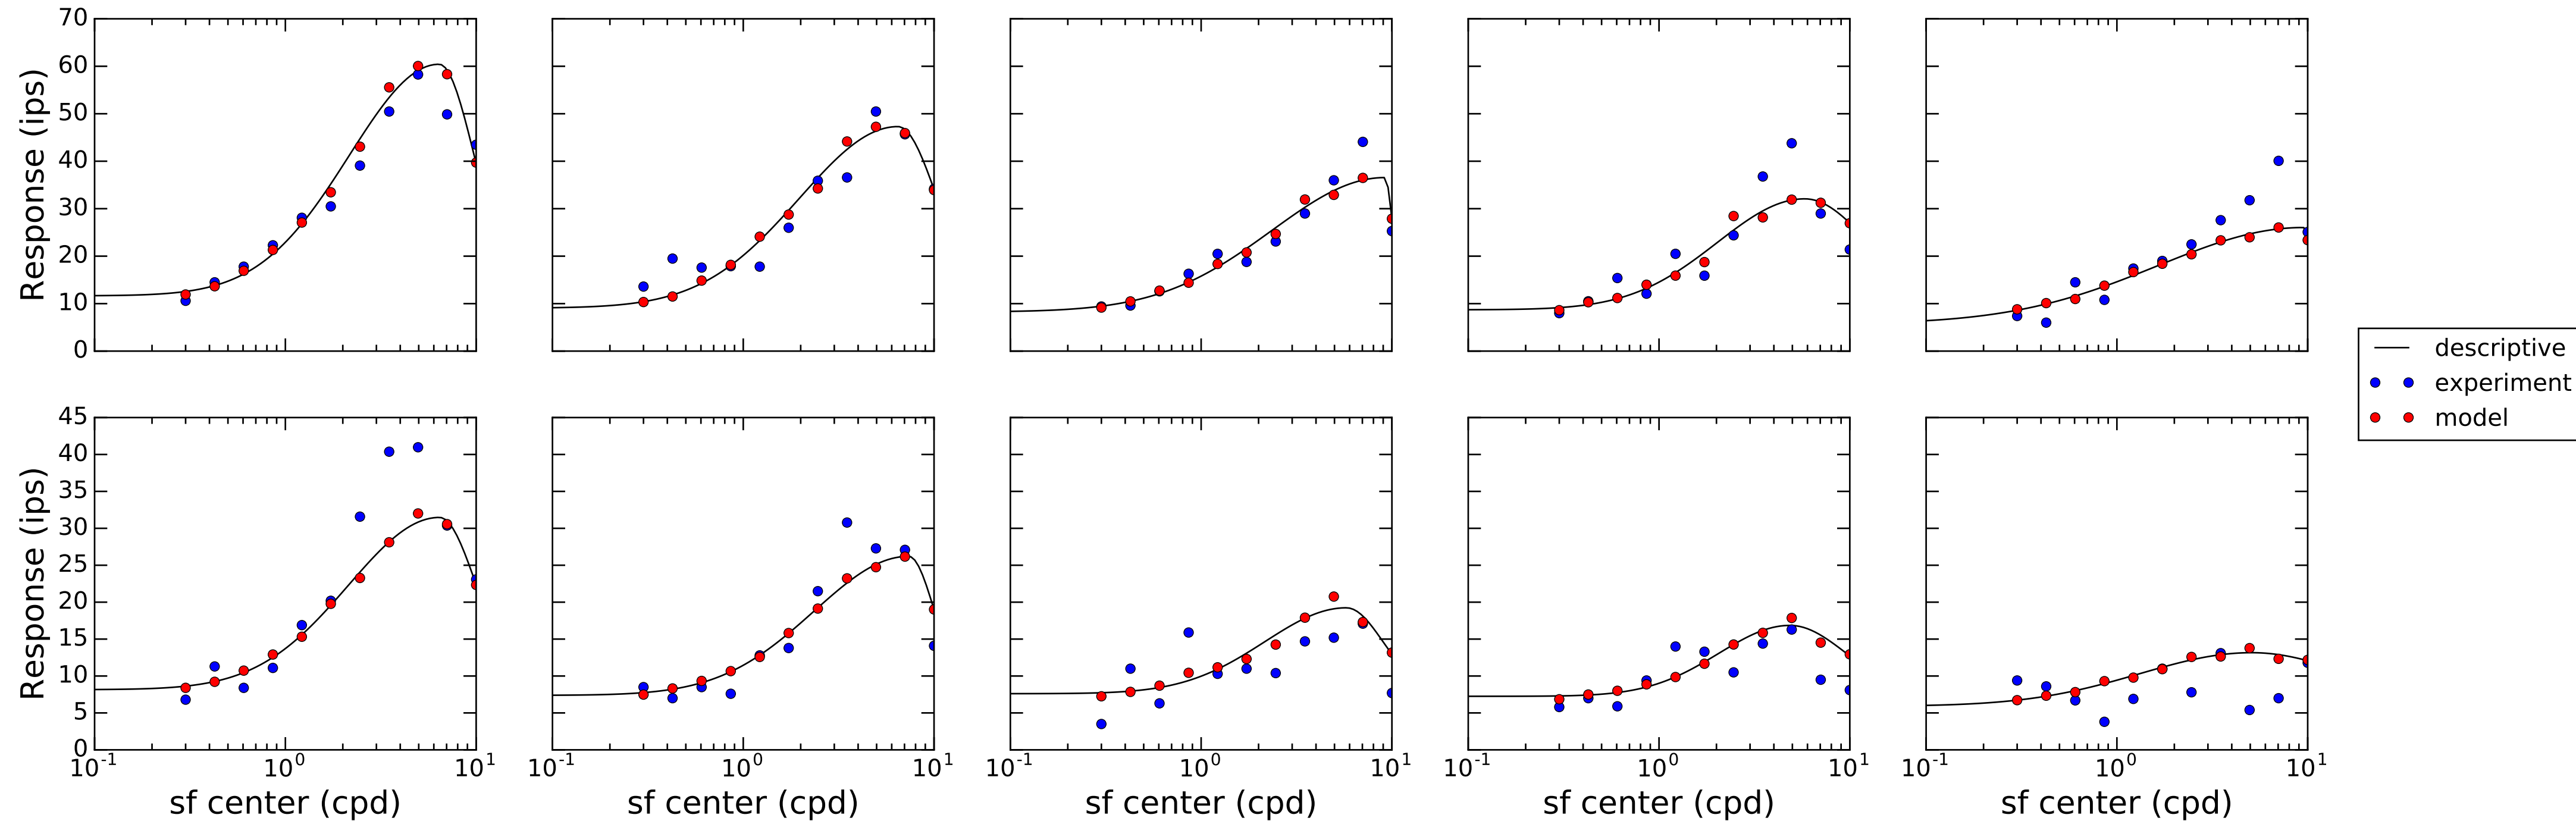 70
60
50
40
30
20
10
0
Response (ips)
descriptive
experiment
model
45
40
35
30
25
20
15
10
5
0
Response (ips)
10^-1 10^0 10^1 10^-1 10^0 10^1 10^-1 10^0 10^1 10^-1 10^0 10^1 10^-1 10^0 10^1
sf center (cpd) sf center (cpd) sf center (cpd) sf center (cpd) sf center (cpd)